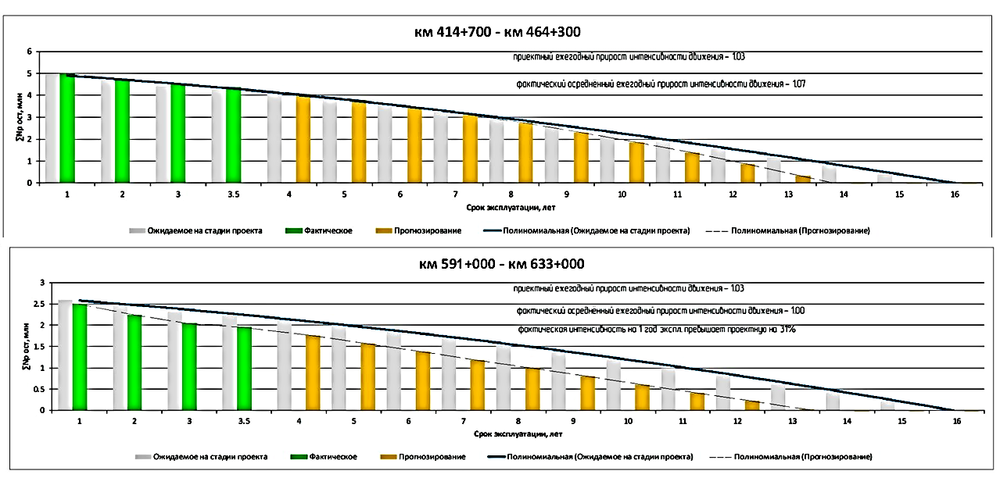 км 414+700 - км 464+300
приектный ежегодный прирост интенсивности движения – 1.03
фактический осредненный ежегодный прирост интенсивности движения – 1.07
∑Np ост, млн
6
5
4
3
2
1
0
1 2 3 3.5 4 5 6 7 8 9 10 11 12 13 14 15 16
Срок эксплуатации, лет
Ожидаемое на стадии проекта Фактическое Прогнозирование Полиномиальная (Ожидаемое на стадии проекта) Полиномиальная (Прогнозирование)
км 591+000 - км 633+000
приектный ежегодный прирост интенсивности движения – 1.03
фактический осредненный ежегодный прирост интенсивности движения – 1.00
фактическая интенсивность на 1 год экспл. превышает проектную на 31%
∑Np ост, млн
3
2.5
2
1.5
1
0.5
0
1 2 3 3.5 4 5 6 7 8 9 10 11 12 13 14 15 16
Срок эксплуатации, лет
Ожидаемое на стадии проекта Фактическое Прогнозирование Полиномиальная (Ожидаемое на стадии проекта) Полиномиальная (Прогнозирование)